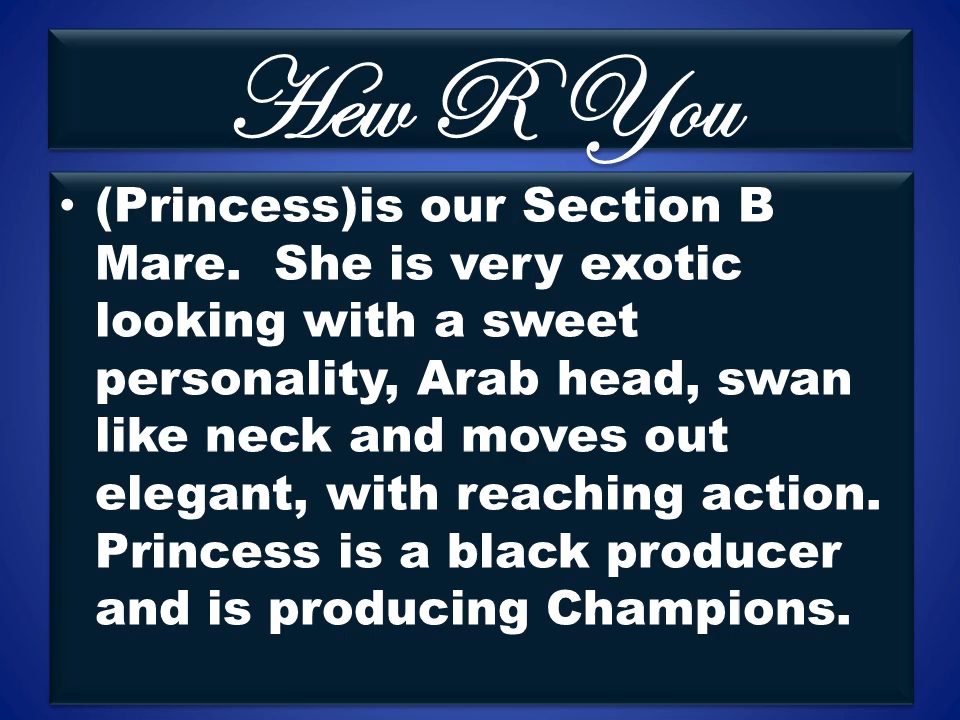 Hew R You
• (Princess)is our Section B
Mare.  She is very exotic
looking with a sweet
personality, Arab head, swan
like neck and moves out
elegant, with reaching action.
Princess is a black producer
and is producing Champions.